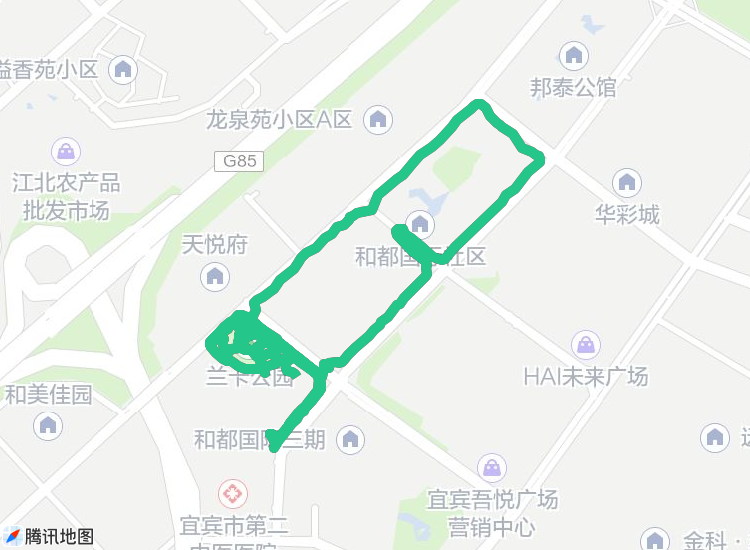 溢香苑小区
邦泰公馆
龙泉苑小区A区
G85
江北农产品
批发市场
华彩城
天悦府
和都国际社区
兰卡公园
HAI未来广场
和美佳园
和都国际三期
宜宾吾悦广场
营销中心
宜宾市第二
中医医院
金科·
腾讯地图